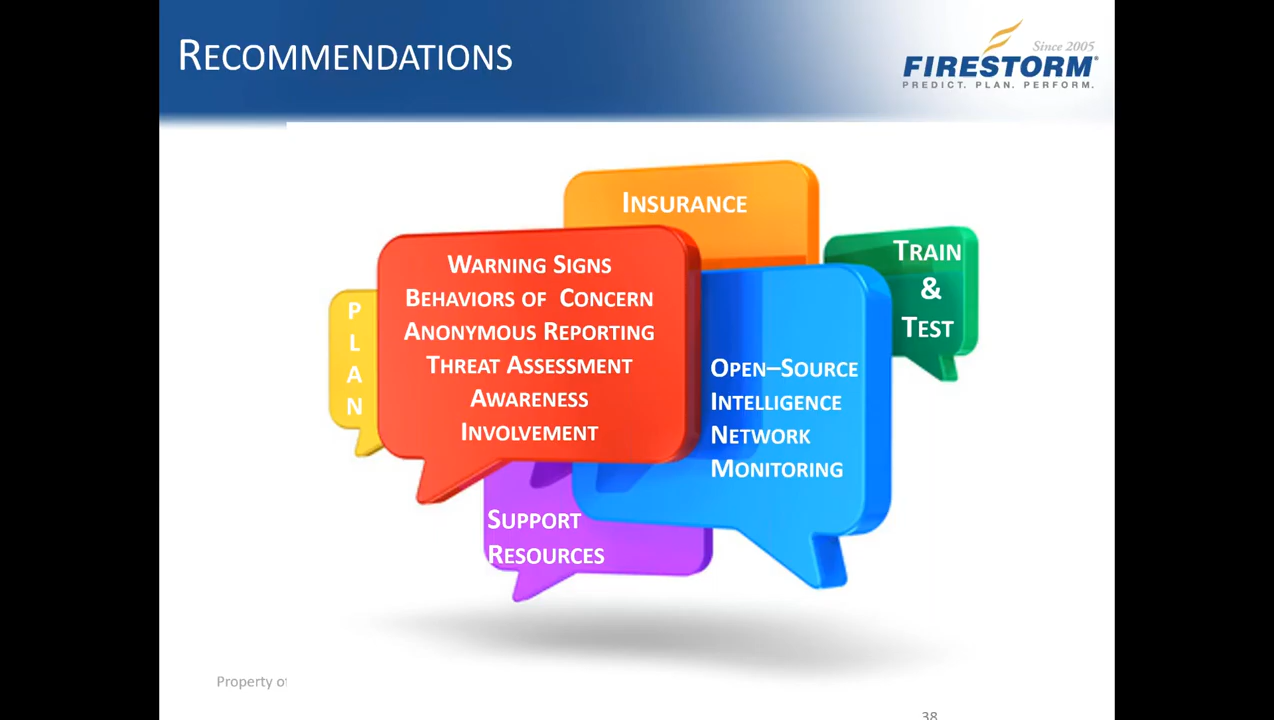 RECOMMENDATIONS
Since 2005
FIRESTORM®
PREDICT. PLAN. PERFORM.
INSURANCE
WARNING SIGNS
BEHAVIORS OF CONCERN
ANONYMOUS REPORTING
THREAT ASSESSMENT
AWARENESS
INVOLVEMENT
TRAIN
&
TEST
P
L
A
N
OPEN–SOURCE
INTELLIGENCE
NETWORK
MONITORING
SUPPORT
RESOURCES
Property of
38